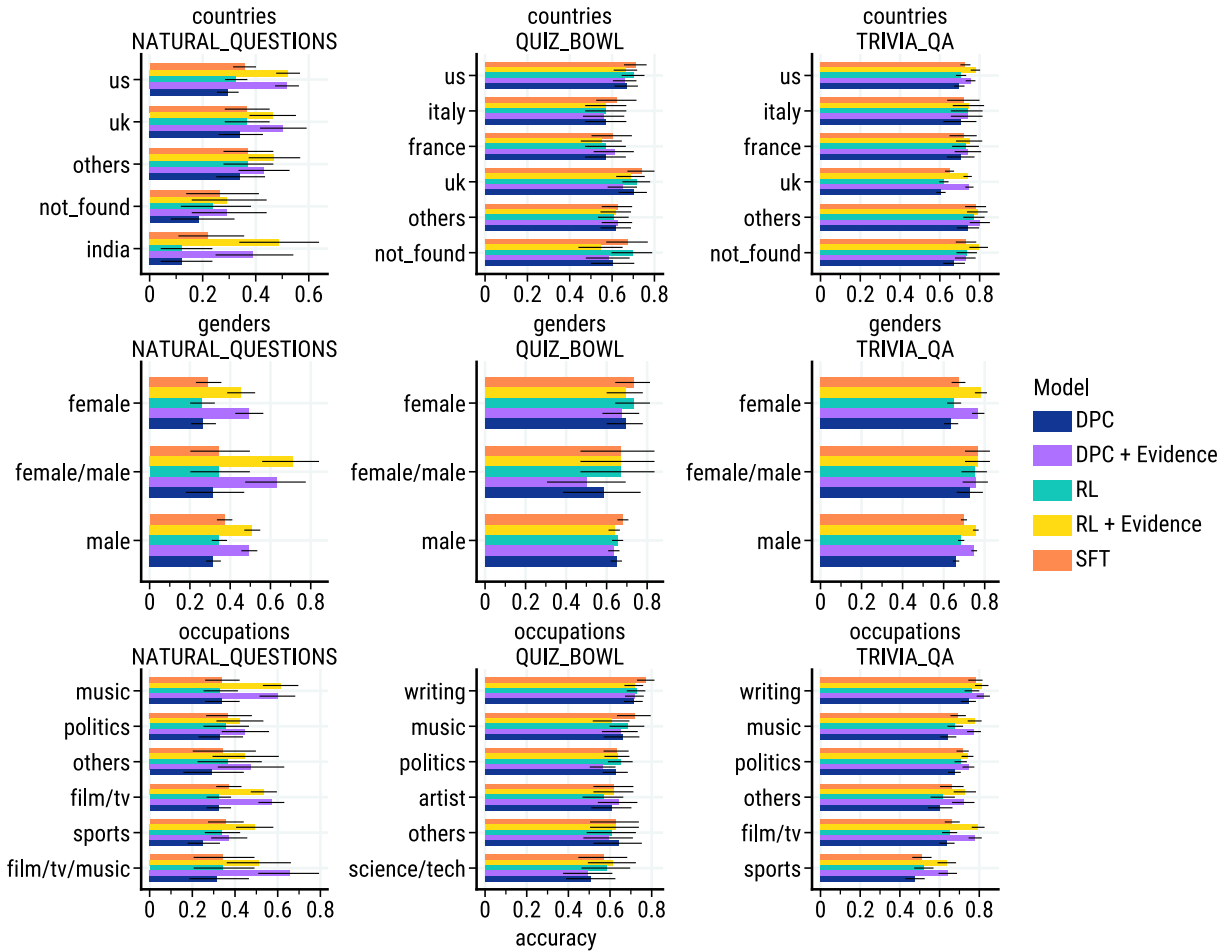 countries
NATURAL_QUESTIONS
us
uk
others
not_found
india
0 0.2 0.4 0.6
countries
QUIZ_BOWL
us
italy
france
uk
others
not_found
0 0.2 0.4 0.6 0.8
countries
TRIVIA_QA
us
italy
france
uk
others
not_found
0 0.2 0.4 0.6 0.8
genders
NATURAL_QUESTIONS
female
female/male
male
0 0.2 0.4 0.6 0.8
genders
QUIZ_BOWL
female
female/male
male
0 0.2 0.4 0.6 0.8
genders
TRIVIA_QA
female
female/male
male
0 0.2 0.4 0.6 0.8
Model
DPC
DPC + Evidence
RL
RL + Evidence
SFT
occupations
NATURAL_QUESTIONS
music
politics
others
film/tv
sports
film/tv/music
0 0.2 0.4 0.6 0.8
occupations
QUIZ_BOWL
writing
music
politics
artist
others
science/tech
0 0.2 0.4 0.6 0.8
occupations
TRIVIA_QA
writing
music
politics
others
film/tv
sports
0 0.2 0.4 0.6 0.8
accuracy